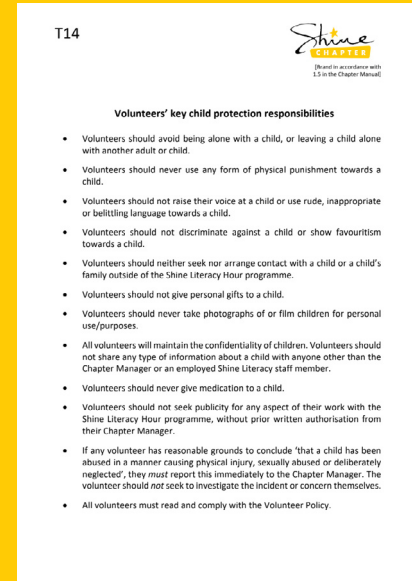 T14
Shine
CHAPTER
[Brand in accordance with
1.5 in the Chapter Manual]
Volunteers' key child protection responsibilities
• Volunteers should avoid being alone with a child, or leaving a child alone
with another adult or child.
• Volunteers should never use any form of physical punishment towards a
child.
• Volunteers should not raise their voice at a child or use rude, inappropriate
or belittling language towards a child.
• Volunteers should not discriminate against a child or show favouritism
towards a child.
• Volunteers should neither seek nor arrange contact with a child or a child's
family outside of the Shine Literacy Hour programme.
• Volunteers should not give personal gifts to a child.
• Volunteers should never take photographs of or film children for personal
use/purposes.
• All volunteers will maintain the confidentiality of children. Volunteers should
not share any type of information about a child with anyone other than the
Chapter Manager or an employed Shine Literacy staff member.
• Volunteers should never give medication to a child.
• Volunteers should not seek publicity for any aspect of their work with the
Shine Literacy Hour programme, without prior written authorisation from
their Chapter Manager.
• If any volunteer has reasonable grounds to conclude 'that a child has been
abused in a manner causing physical injury, sexually abused or deliberately
neglected', they must report this immediately to the Chapter Manager. The
volunteer should not seek to investigate the incident or concern themselves.
• All volunteers must read and comply with the Volunteer Policy.